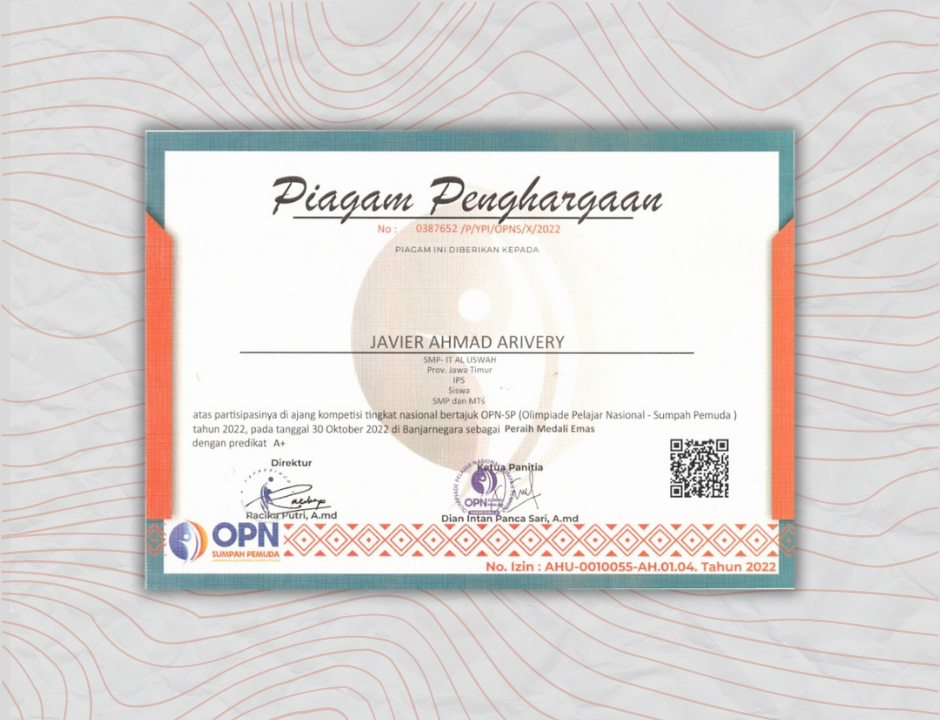 Piagam Penghargaan
No : 0387652 /P/YPI/OPNS/X/2022
PIAGAM INI DIBERIKAN KEPADA
JAVIER AHMAD ARIVERY
SMP- IT AL USWAH
Prov. Jawa Timur
IPS
Siswa
SMP dan MTs
atas partisipasinya di ajang kompetisi tingkat nasional bertajuk OPN-SP (Olimpiade Pelajar Nasional - Sumpah Pemuda )
tahun 2022, pada tanggal 30 Oktober 2022 di Banjarnegara sebagai Peraih Medali Emas
dengan predikat A+
Direktur
Ketua Panitia
OPN
Racika Putri, A.md
Dian Intan Panca Sari, A.md
OPN
SUMPAH PEMUDA
No. Izin : AHU-0010055-AH.01.04. Tahun 2022